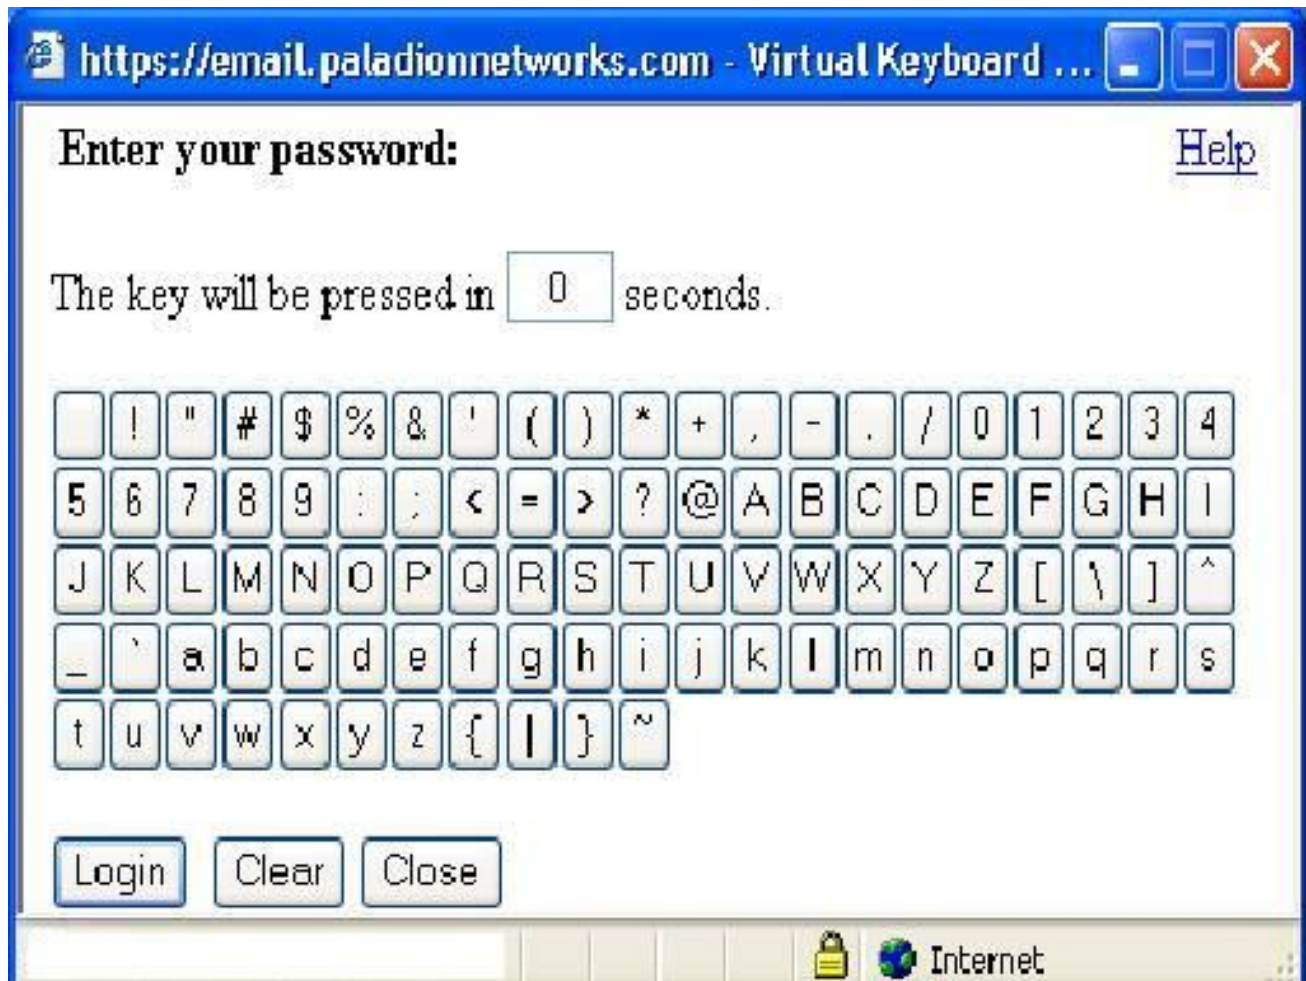 https://email.paladionnetworks.com - Virtual Keyboard ...
Enter your password: Help
The key will be pressed in 0 seconds.
! " # $ % & ' ( ) * + , - . / 0 1 2 3 4
5 6 7 8 9 : ; < = > ? @ A B C D E F G H I
J K L M N O P Q R S T U V W X Y Z [ \ ] ^
_ ` a b c d e f g h i j k l m n o p q r s
t u v w x y z { | } ~
Login Clear Close
Internet